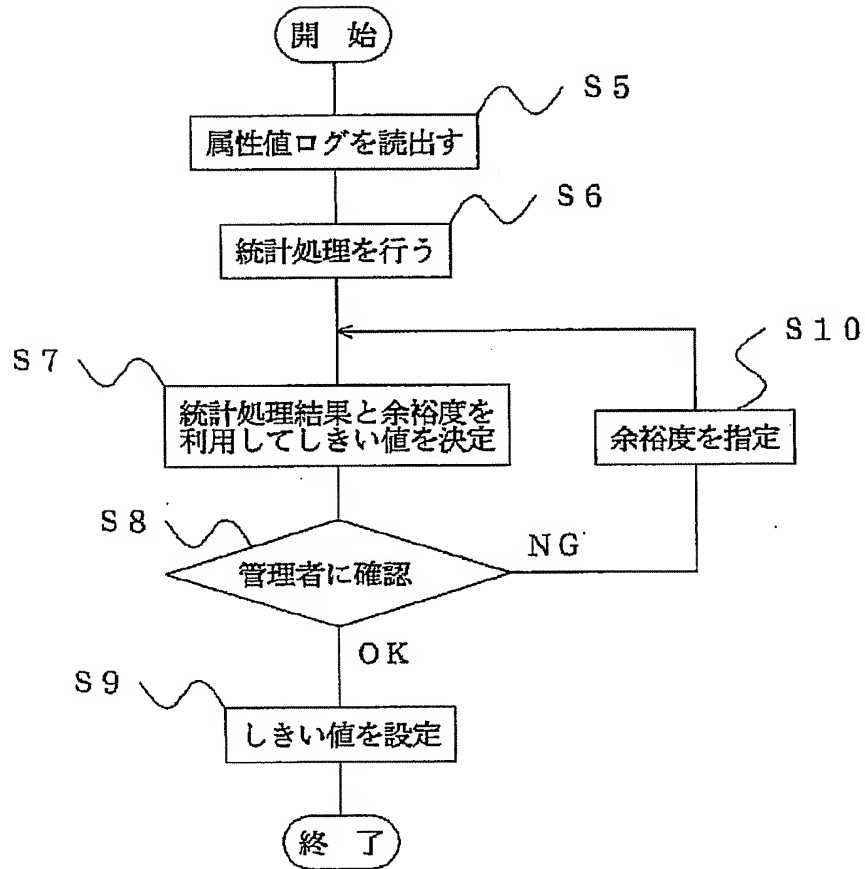 開 始
S5
属性値ログを読出す
S6
統計処理を行う
S10
S7
統計処理結果と余裕度を
利用してしきい値を決定
余裕度を指定
S8
管理者に確認
NG
OK
S9
しきい値を設定
終 了